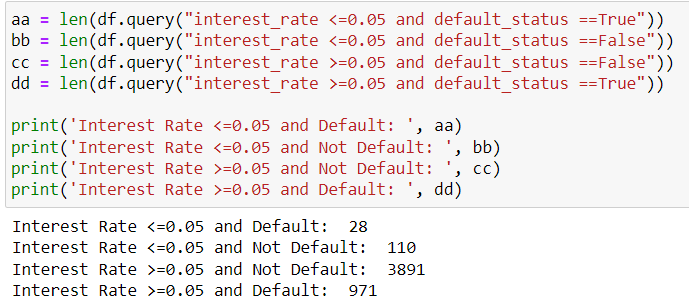 aa = len(df.query("interest_rate <=0.05 and default_status ==True"))
bb = len(df.query("interest_rate <=0.05 and default_status ==False"))
cc = len(df.query("interest_rate >=0.05 and default_status ==False"))
dd = len(df.query("interest_rate >=0.05 and default_status ==True"))
print('Interest Rate <=0.05 and Default: ', aa)
print('Interest Rate <=0.05 and Not Default: ', bb)
print('Interest Rate >=0.05 and Not Default: ', cc)
print('Interest Rate >=0.05 and Default: ', dd)
Interest Rate <=0.05 and Default:  28
Interest Rate <=0.05 and Not Default:  110
Interest Rate >=0.05 and Not Default:  3891
Interest Rate >=0.05 and Default:  971